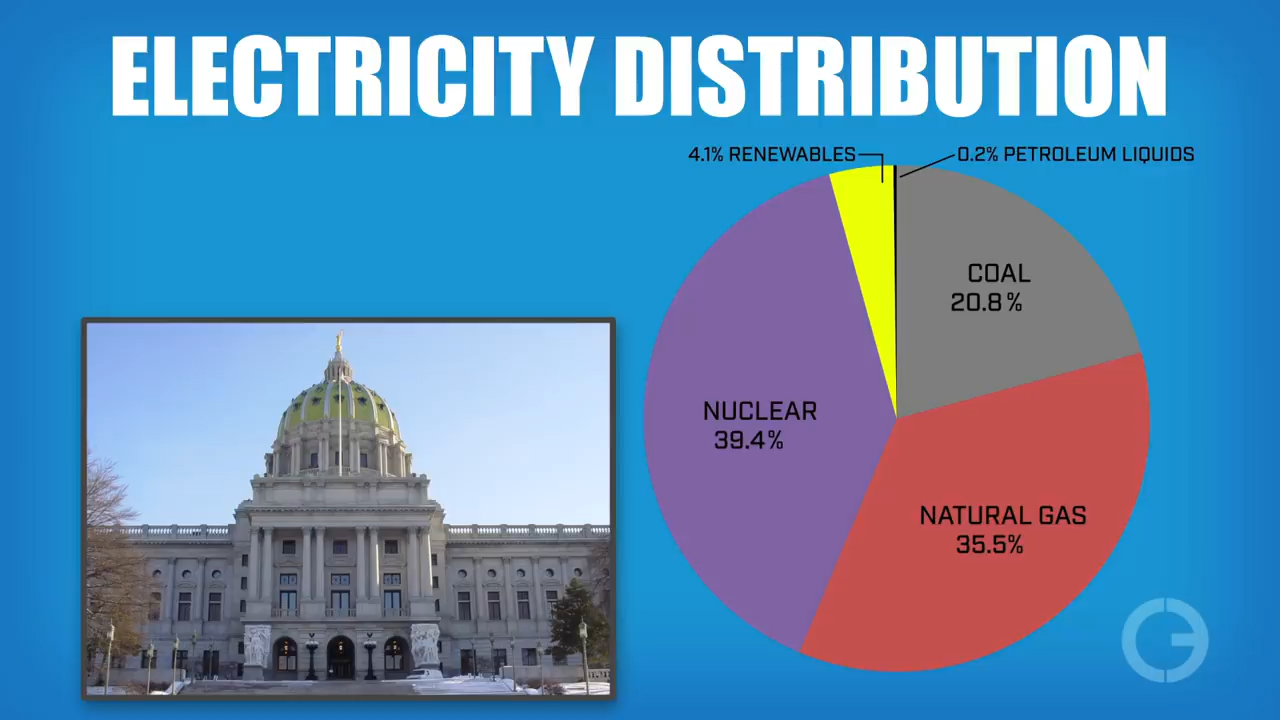 ELECTRICITY DISTRIBUTION
4.1% RENEWABLES
0.2% PETROLEUM LIQUIDS
COAL
20.8%
NUCLEAR
39.4%
NATURAL GAS
35.5%